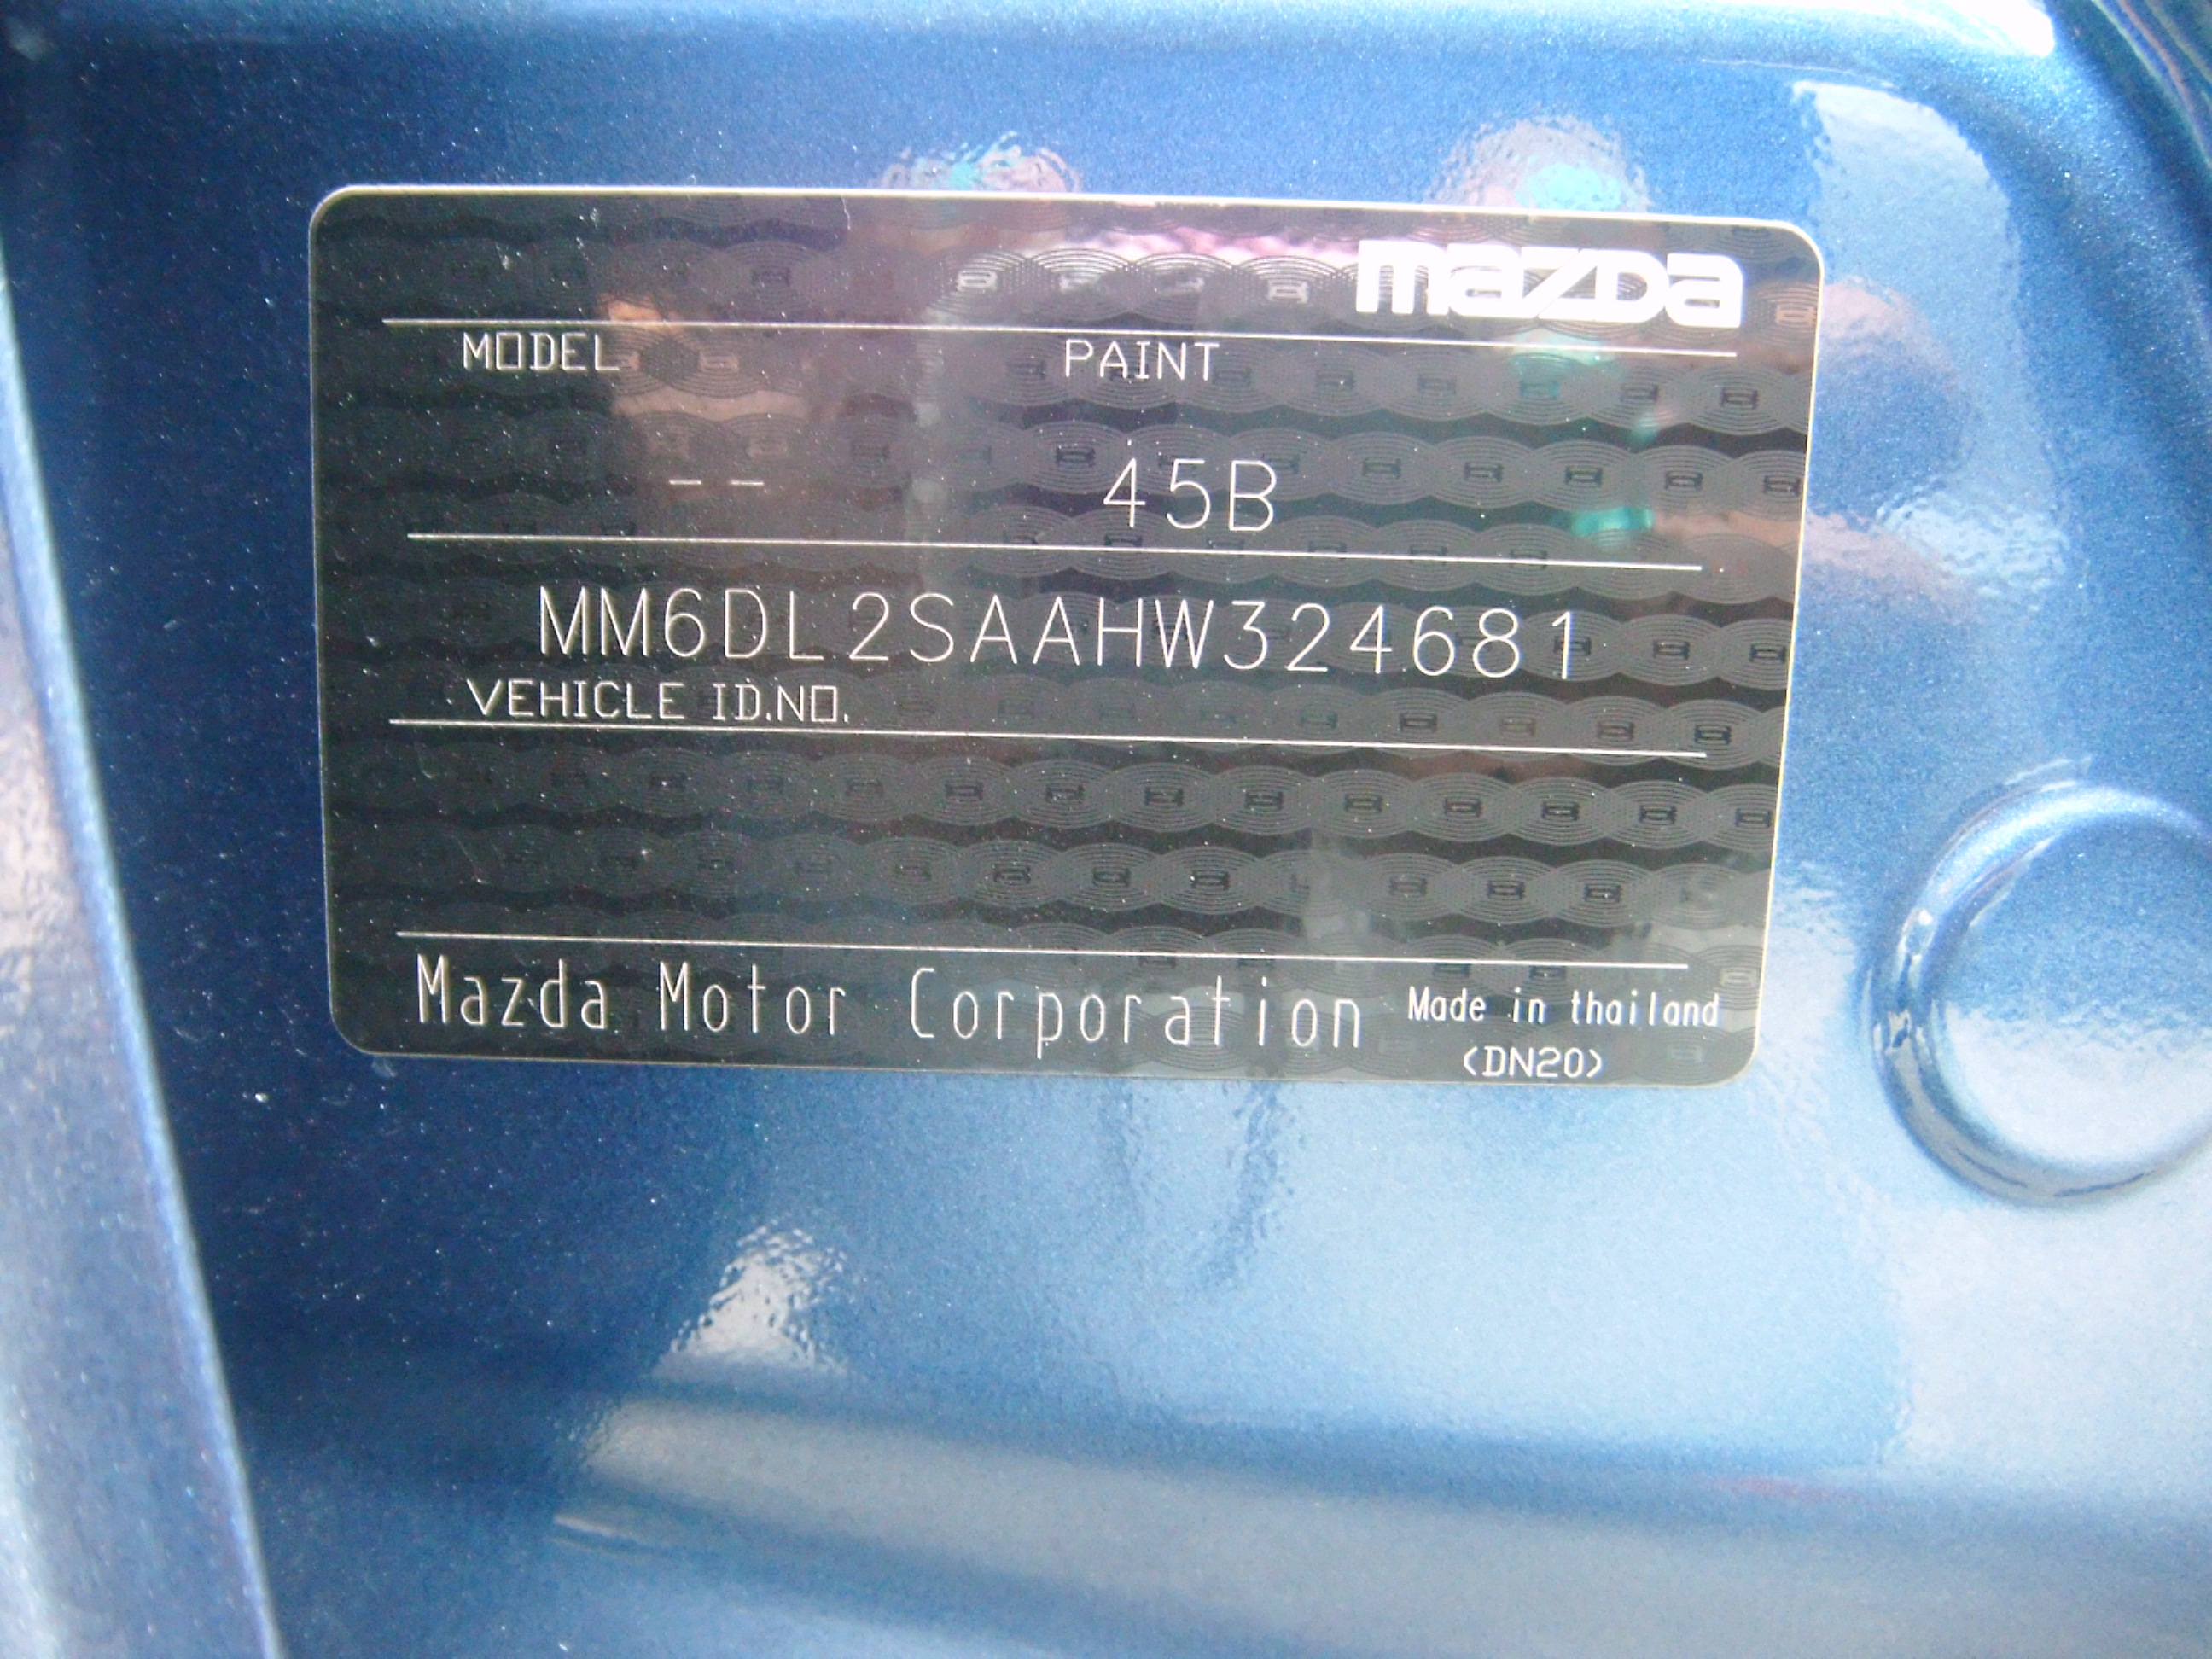 mazda
MODEL PAINT
-- 45B
MM6DL2SAAHW324681
VEHICLE ID.NO.
Mazda Motor Corporation Made in thailand
(DN20)